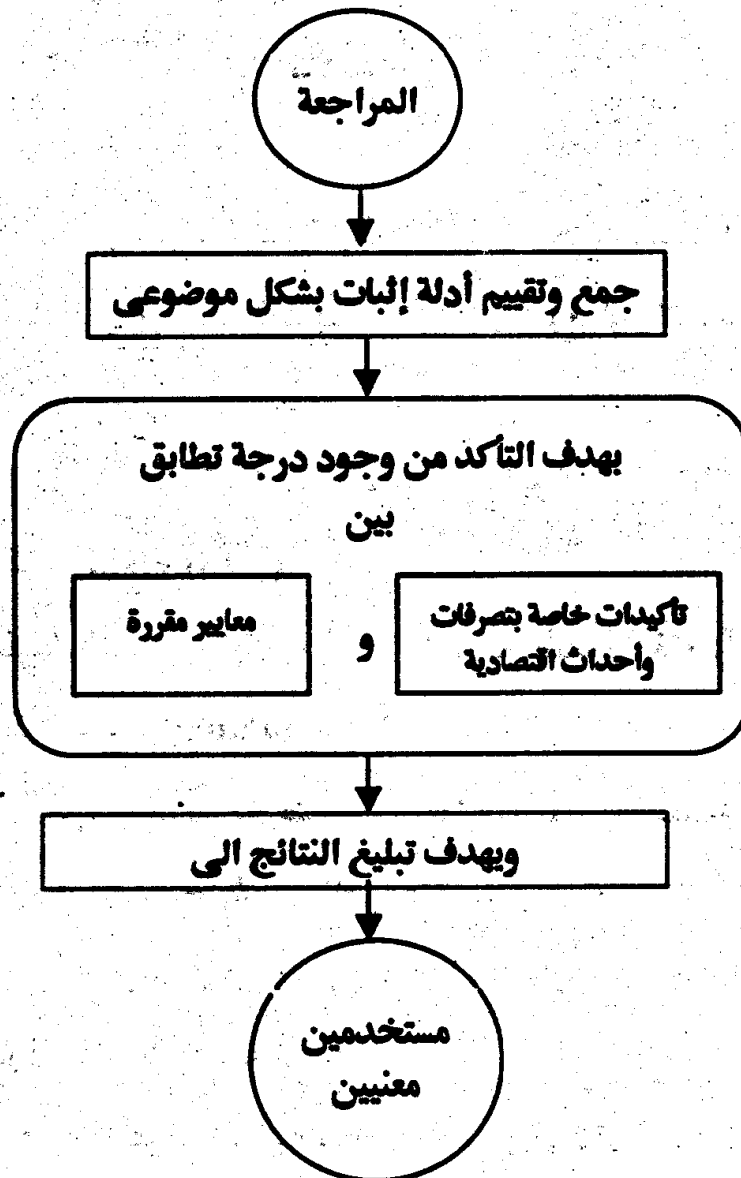 المراجعة
جمع وتقييم أدلة إثبات بشكل موضوعى
بهدف التأكد من وجود درجة تطابق
بين
تأكيدات خاصة بتصرفات
وأحداث اقتصادية
و
معايير مقررة
وبهدف تبليغ النتائج الى
مستخدمين
معنيين